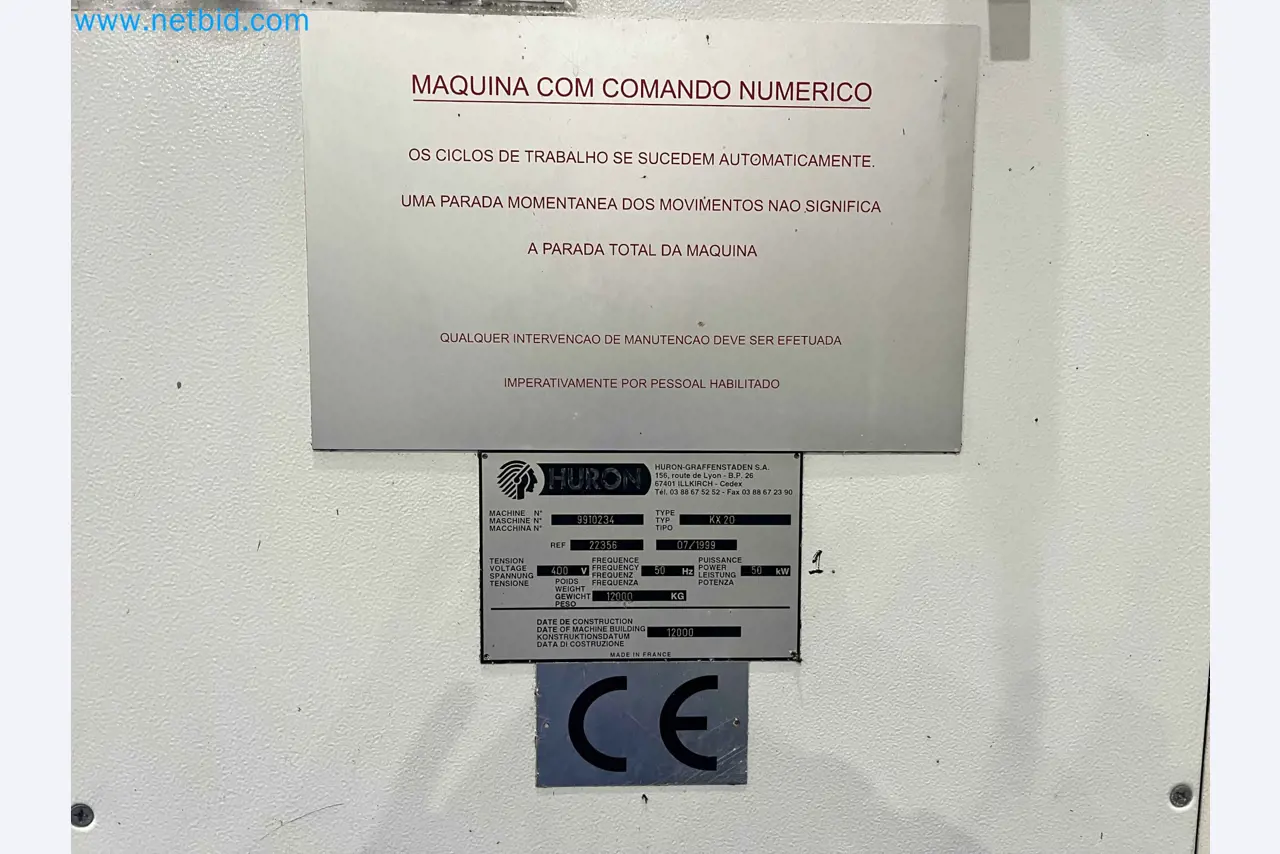 www.netbid.com
MAQUINA COM COMANDO NUMERICO
OS CICLOS DE TRABALHO SE SUCEDEM AUTOMATICAMENTE.
UMA PARADA MOMENTANEA DOS MOVIMENTOS NAO SIGNIFICA
A PARADA TOTAL DA MAQUINA
QUALQUER INTERVENCAO DE MANUTENCAO DEVE SER EFETUADA
IMPERATIVAMENTE POR PESSOAL HABILITADO
HURON
HURON-GRAFFENSTADEN S.A.
156, route de Lyon - B.P. 26
67401 ILLKIRCH - Cedex
Tél. 03 88 67 52 52 - Fax 03 88 67 23 90
MACHINE N°
MASCHINE N° 9910234
MACCHINA N°
TYPE
TYP KX 20
TIPO
REF 22356 07/1999
TENSION
VOLTAGE 400 V
SPANNUNG
TENSIONE
FREQUENCE
FREQUENCY 50 Hz
FREQUENZ
FREQUENZA
PUISSANCE
POWER 50 kW
LEISTUNG
POTENZA
POIDS
WEIGHT
GEWICHT 12000 KG
PESO
DATE DE CONSTRUCTION
DATE OF MACHINE BUILDING 12000
KONSTRUKTIONSDATUM
DATA DI COSTRUZIONE
MADE IN FRANCE
1.
CE